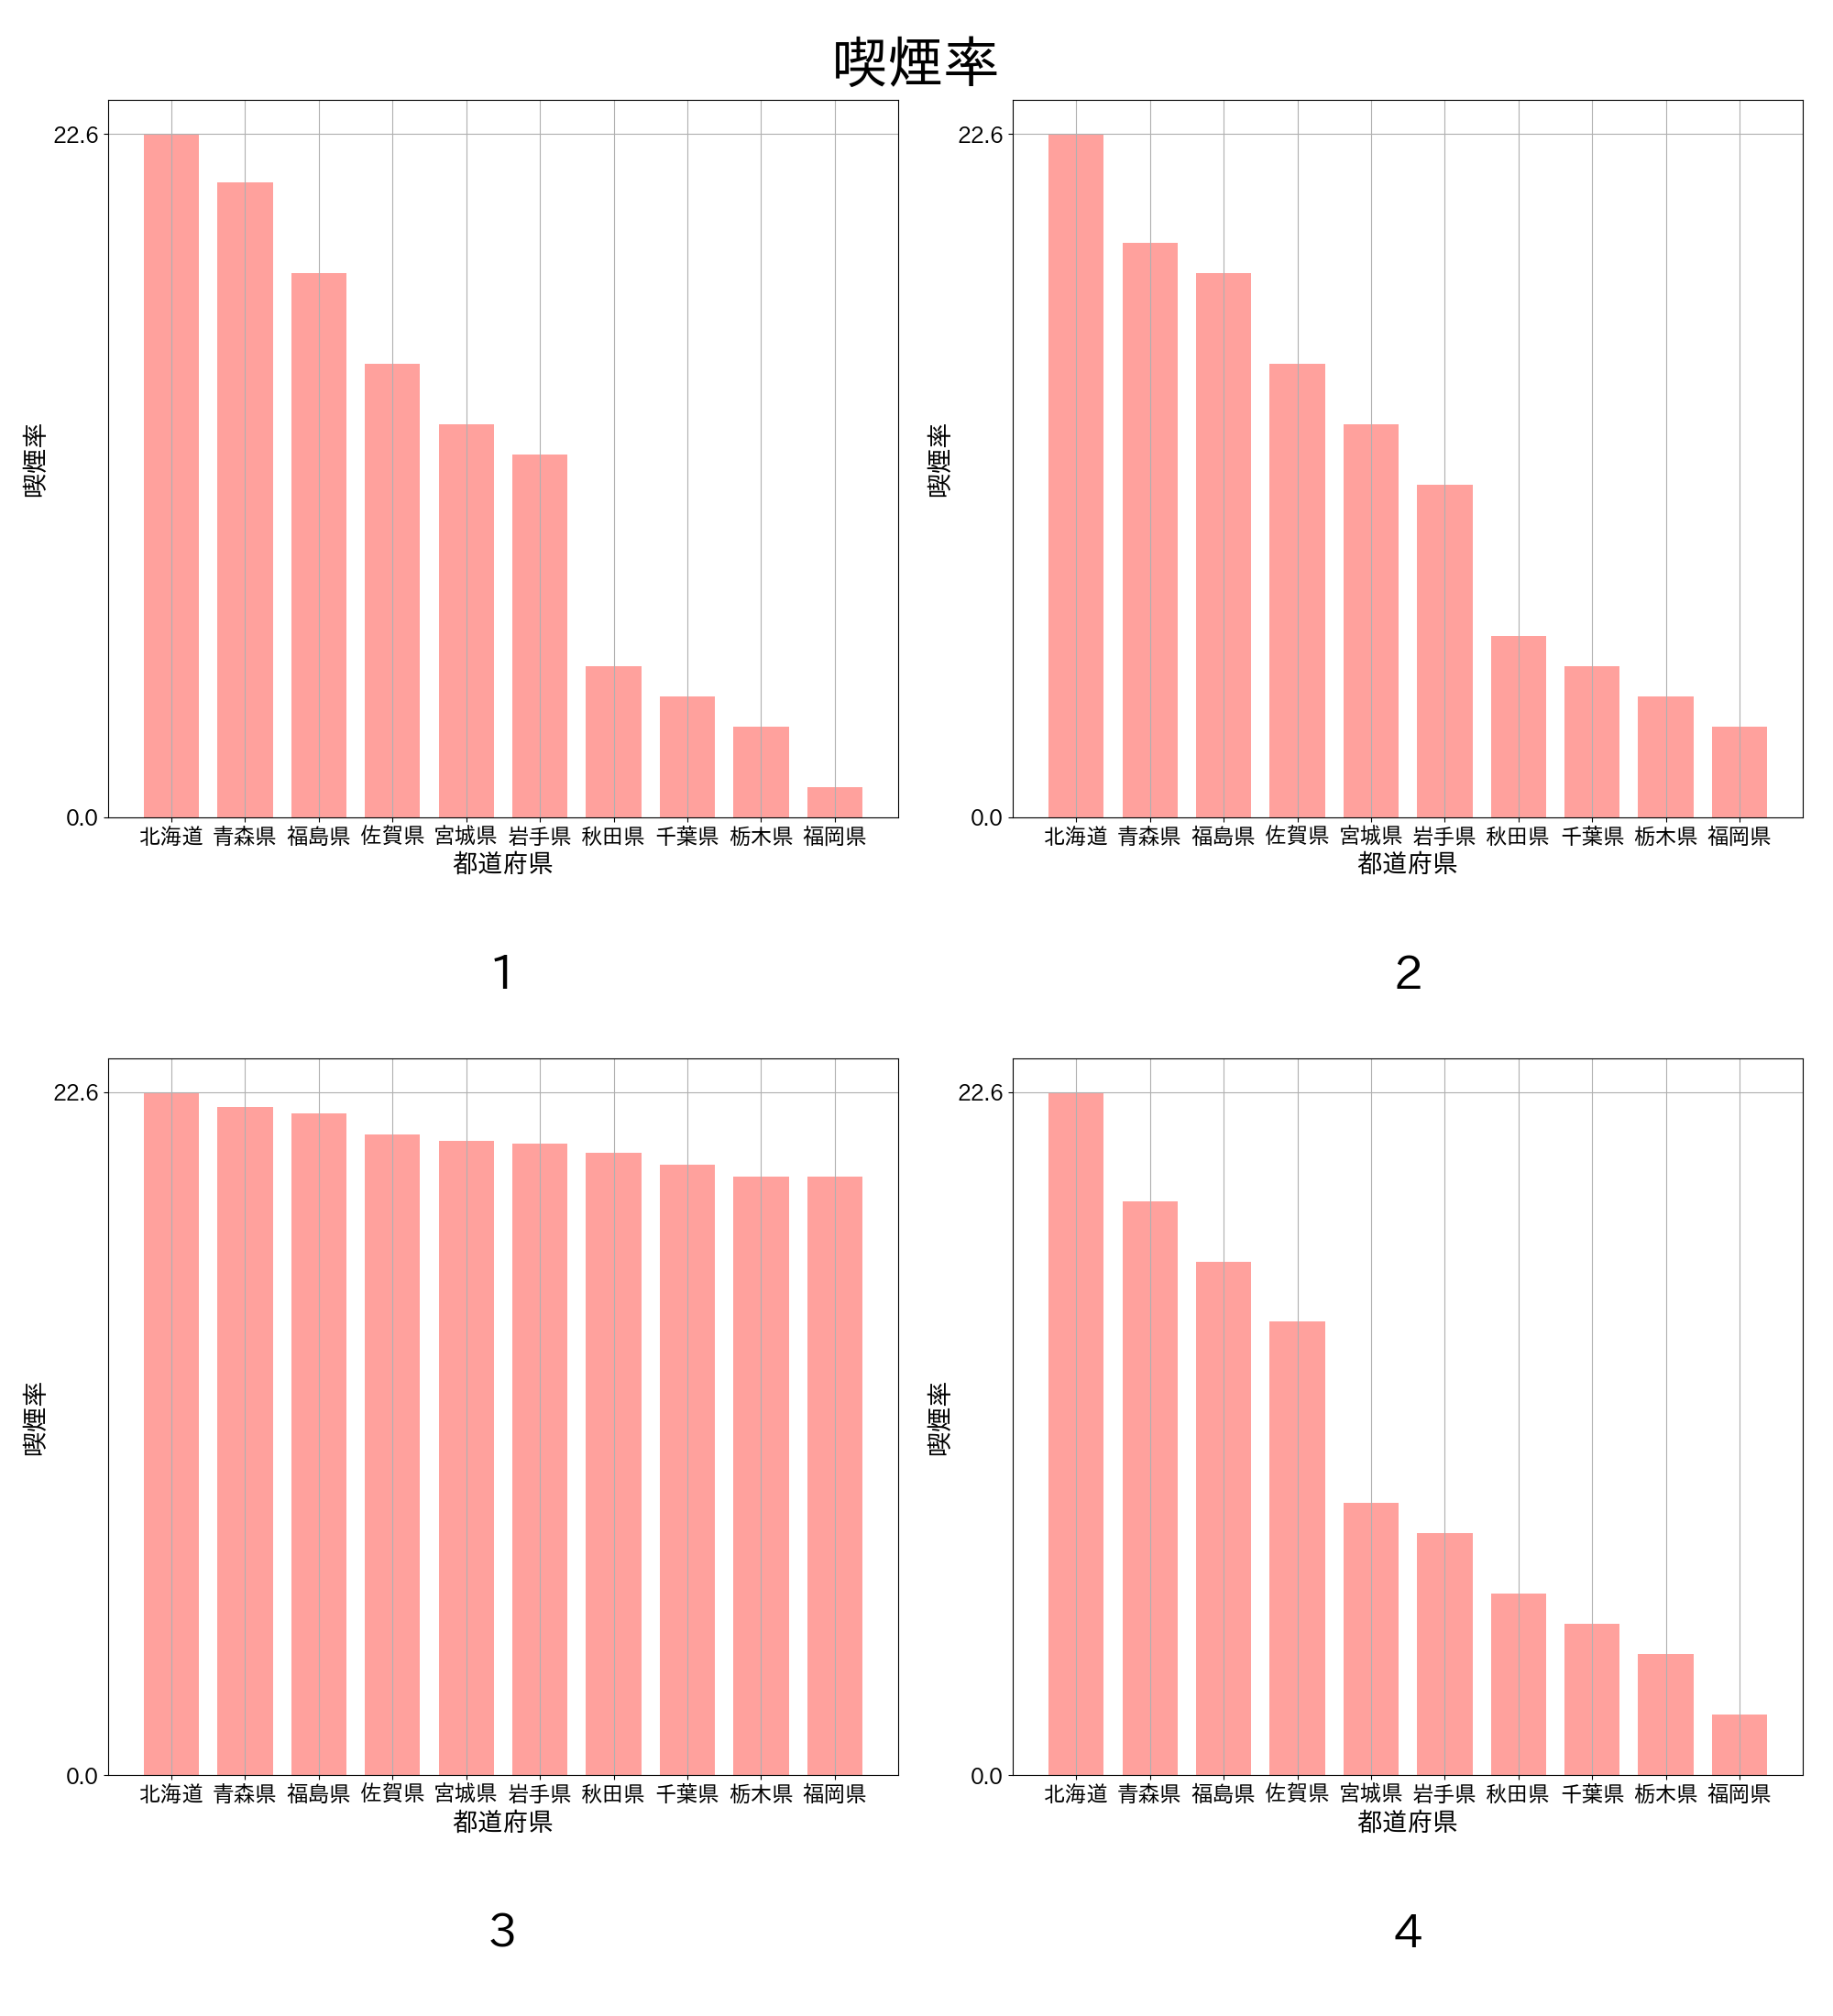 喫煙率
22.6
0.0
喫煙率
北海道 青森県 福島県 佐賀県 宮城県 岩手県 秋田県 千葉県 栃木県 福岡県
都道府県
1
22.6
0.0
喫煙率
北海道 青森県 福島県 佐賀県 宮城県 岩手県 秋田県 千葉県 栃木県 福岡県
都道府県
2
22.6
0.0
喫煙率
北海道 青森県 福島県 佐賀県 宮城県 岩手県 秋田県 千葉県 栃木県 福岡県
都道府県
3
22.6
0.0
喫煙率
北海道 青森県 福島県 佐賀県 宮城県 岩手県 秋田県 千葉県 栃木県 福岡県
都道府県
4